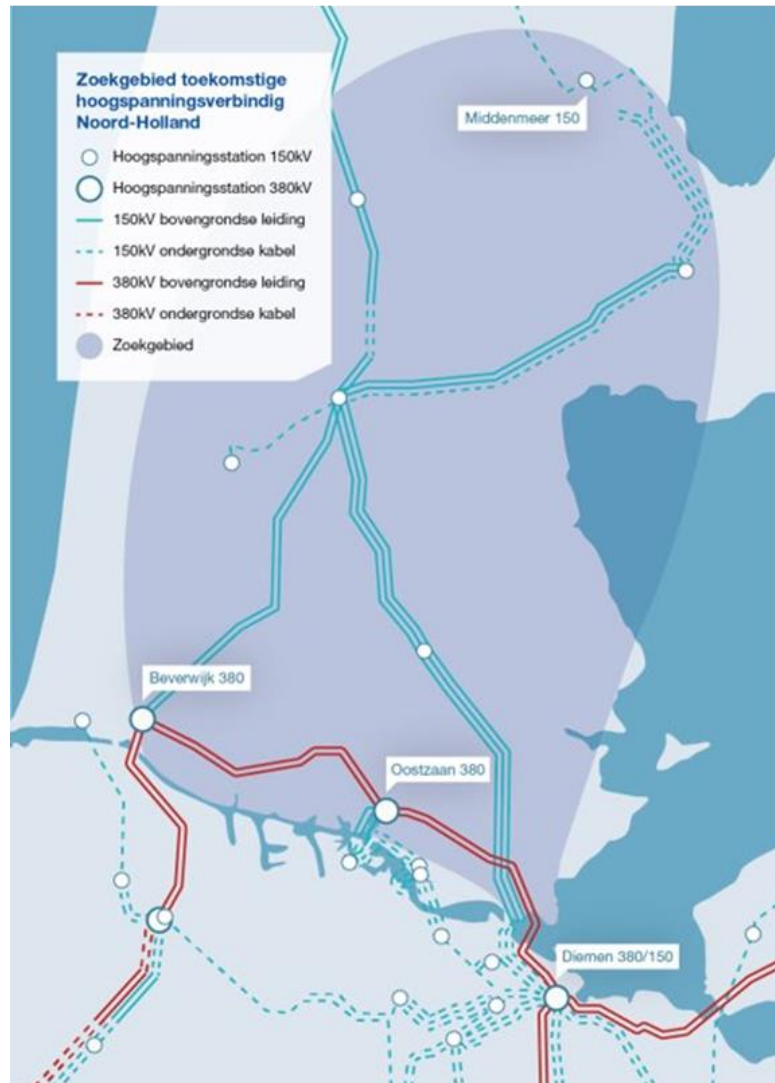 Zoekgebied toekomstige
hoogspanningsverbindig
Noord-Holland
Hoogspanningsstation 150kV
Hoogspanningsstation 380kV
150kV bovengrondse leiding
150kV ondergrondse kabel
380kV bovengrondse leiding
380kV ondergrondse kabel
Zoekgebied
Middenmeer 150
Beverwijk 380
Oostzaan 380
Diemen 380/150